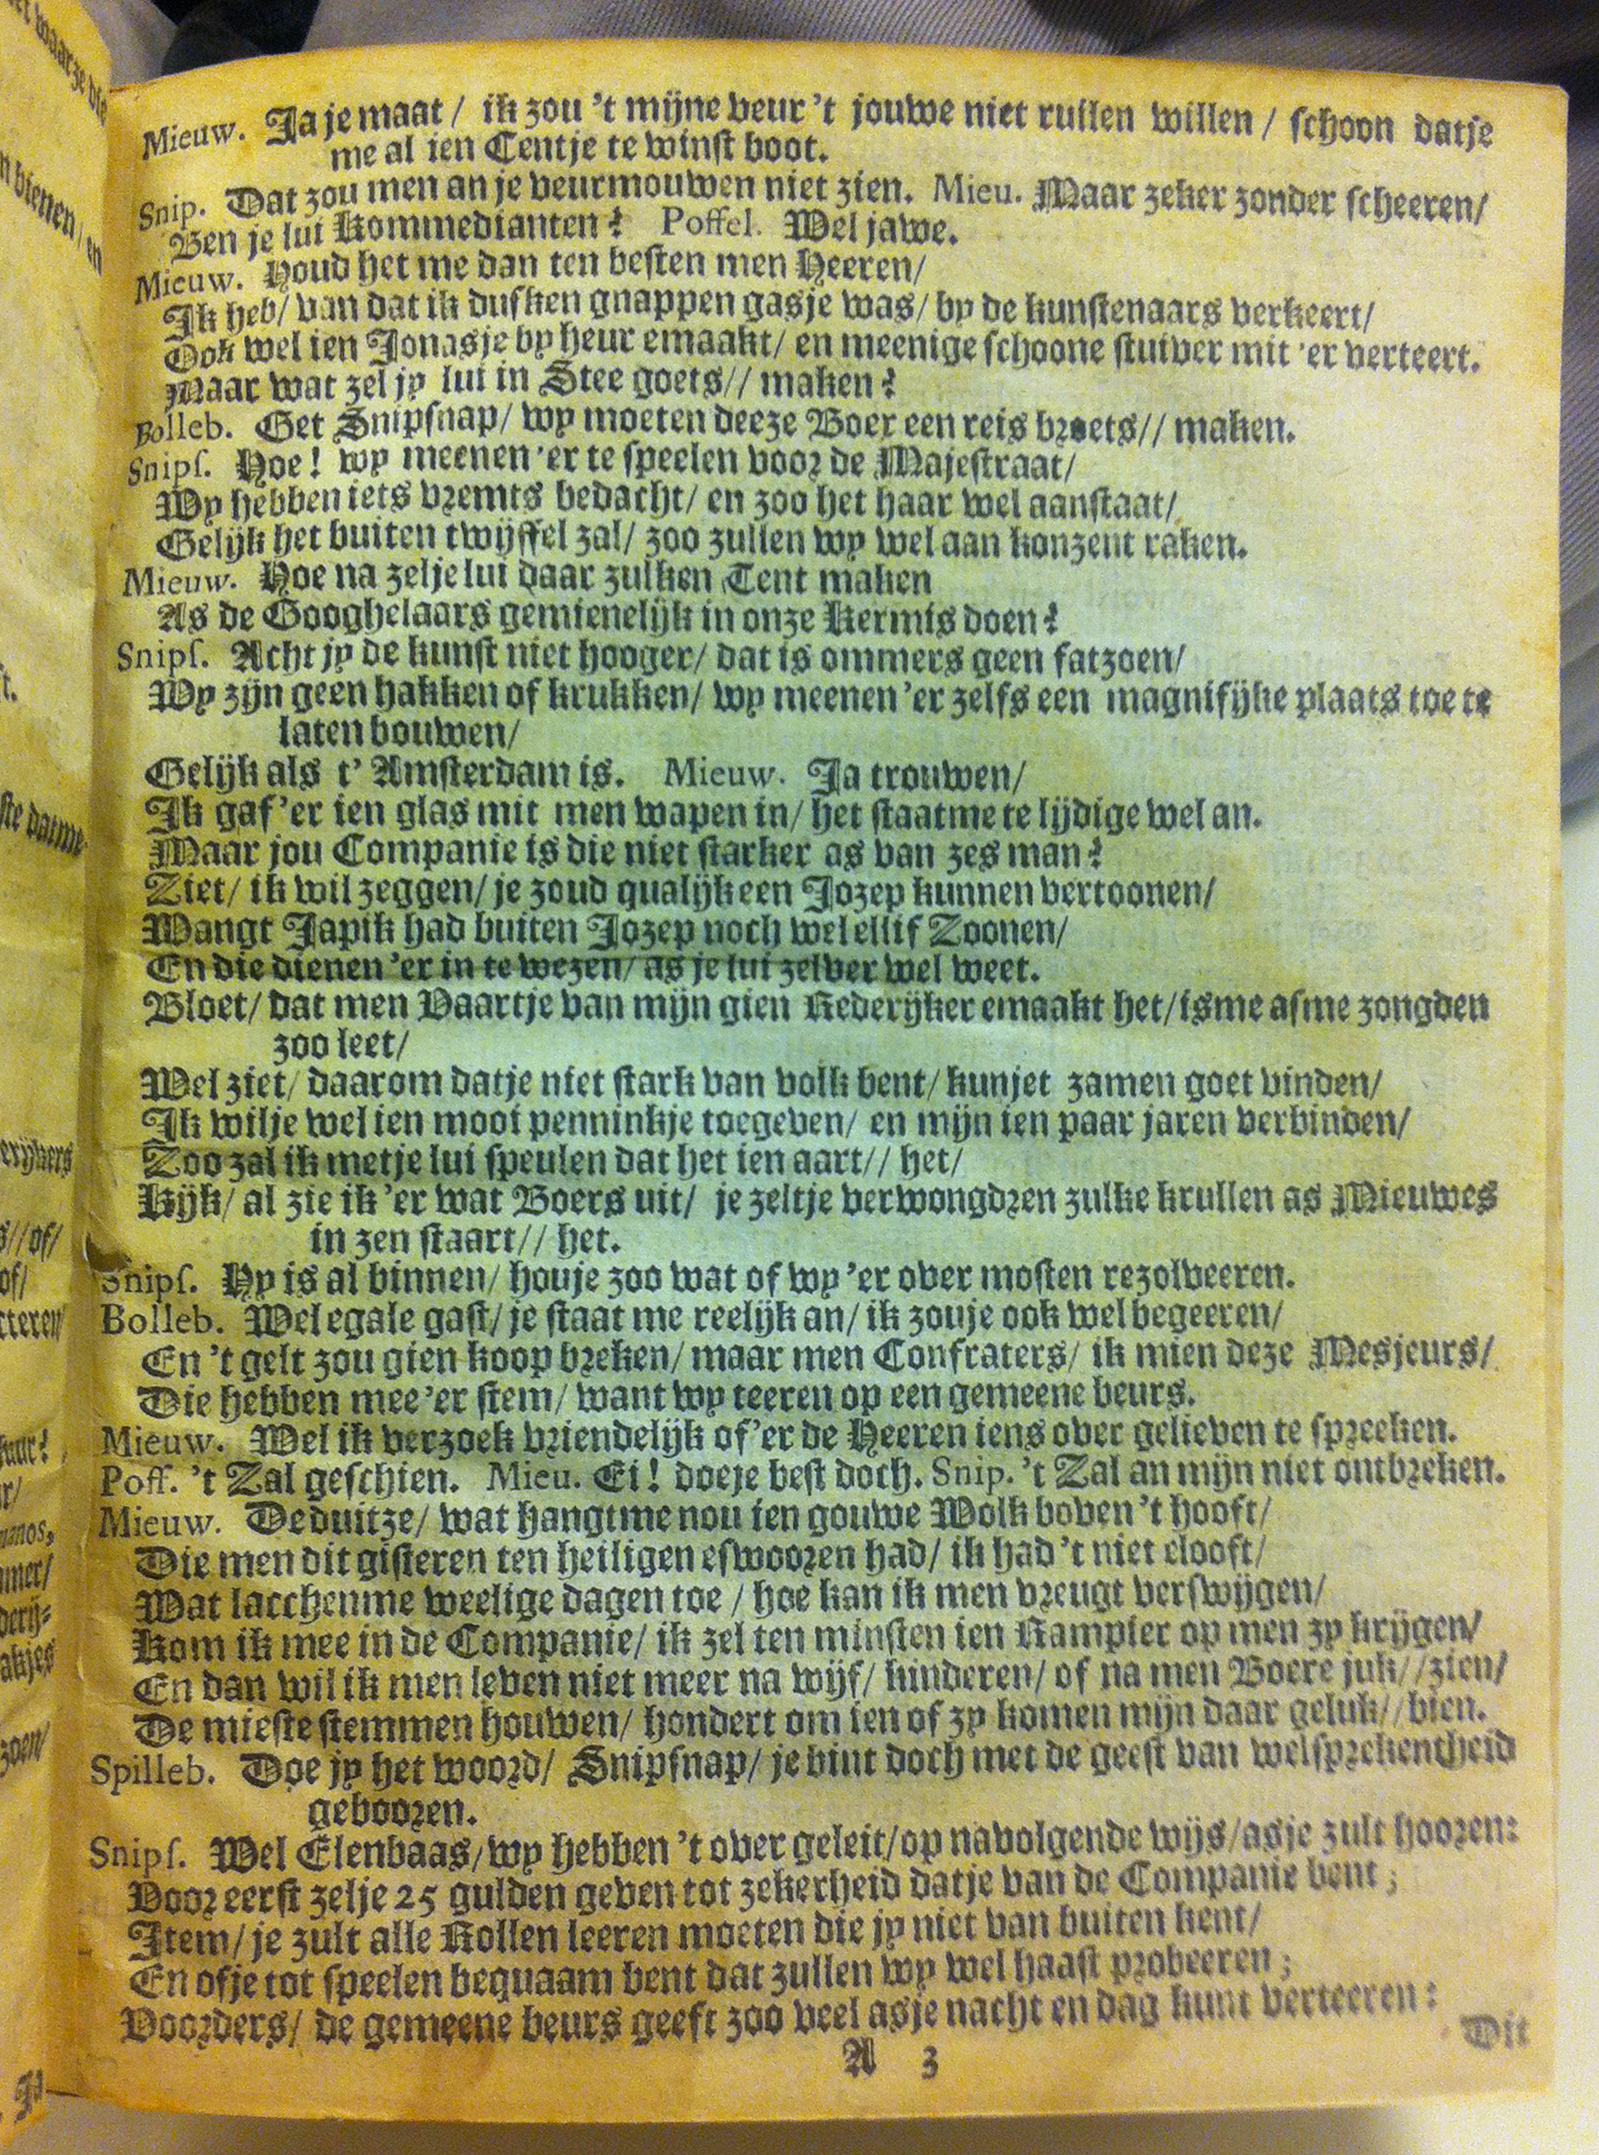 Mieuw. Ja je maat / ik zou 't mijne veur 't jouwe niet ruilen willen / schoon datje
me al ien Centje te winst boot.
Snip. Dat zou men an je veurmouwen niet zien. Mieu. Maar zeker zonder scheeren/
Ben je lui Kommedianten? Poffel. Wel jawe.
Mieuw. Houd het me dan ten besten men Heeren/
Ik heb/ van dat ik dusken gnappen gasje was/ by de kunstenaars verkeert/
Ook wel ien Jonasje by heur emaakt/ en meenige schoone stuiver mit 'er verteert.
Maar wat zel jy lui in Stee goets// maken?
Bolleb. Get Snipsnap/ wy moeten deeze Boer een reis broets// maken.
Snipſ. Hoe! wy meenen 'er te speelen voor de Majestraat/
Wy hebben iets vremts bedacht/ en zoo het haar wel aanstaat/
Gelijk het buiten twijffel zal/ zoo zullen wy wel aan konzent raken.
Mieuw. Hoe na zelje lui daar zulken Tent maken
As de Googhelaars gemienelijk in onze Kermis doen?
Snipſ. Acht jy de kunst niet hooger/ dat is ommers geen fatzoen/
Wy zijn geen hakken of krukken/ wy meenen 'er zelfs een magnifijke plaats toe te
laten bouwen/
Gelijk als t' Amsterdam is. Mieuw. Ja trouwen/
Ik gaf 'er ien glas mit men wapen in/ het staatme te lijdige wel an.
Maar jou Companie is die niet starker as van zes man?
Ziet/ ik wil zeggen/ je zoud qualijk een Jozep kunnen vertoonen/
Wangt Japik had buiten Jozep noch wel ellif Zoonen/
En die dienen 'er in te wezen/ as je lui zelver wel weet.
Bloet/ dat men Vaartje van mijn gien Rederijker emaakt het/ isme asme zongden
zoo leet/
Wel ziet/ daarom datje niet stark van volk bent/ kunjet zamen goet vinden/
Ik wilje wel ien mooi penninkje toegeven/ en mijn ien paar jaren verbinden/
Zoo zal ik metje lui speulen dat het ien aart// het/
Kijk/ al zie ik 'er wat Boers uit/ je zeltje verwongdren zulke krullen as Mieuwes
in zen staart// het.
Snipſ. Hy is al binnen/ houje zoo wat of wy 'er over mosten rezolveeren.
Bolleb. Wel egale gast/ je staat me reelijk an/ ik zouje ook wel begeeren/
En 't gelt zou gien koop breken/ maar men Confraters/ ik mien deze Mesjeurs/
Die hebben mee 'er stem/ want wy teeren op een gemeene beurs.
Mieuw. Wel ik verzoek vriendelijk of 'er de Heeren iens over gelieven te spreeken.
Poff. 't Zal geschien. Mieu. Ei! doeje best doch. Snip. 't Zal an mijn niet ontbreken.
Mieuw. Deduitze/ wat hangtme nou ien gouwe Wolk boven 't hooft/
Die men dit gisteren ten heiligen eswooren had/ ik had 't niet elooft/
Wat lacchenme weelige dagen toe / hoe kan ik men vreugt verswijgen/
Kom ik mee in de Companie/ ik zel ten minsten ien Rampier op men zy krijgen/
En dan wil ik men leven niet meer na wijf/ kinderen/ of na men Boere juk// zien/
De mieste stemmen houwen/ hondert om ien of zy komen mijn daar geluk// bien.
Spilleb. Doe jy het woord/ Snipsnap/ je bint doch met de geest van welsprekentheid
gebooren.
Snipſ. Wel Elenbaas/ wy hebben 't over geleit/ op navolgende wijs/ asje zult hooren:
Voor eerst zelje 25 gulden geven tot zekerheid datje van de Companie bent;
Item/ je zult alle Rollen leeren moeten die jy niet van buiten kent/
En ofje tot speelen bequaam bent dat zullen wy wel haast probeeren;
Voorders/ de gemeene beurs geeft zoo veel asje nacht en dag kunt verteeren:
Dit
A 3